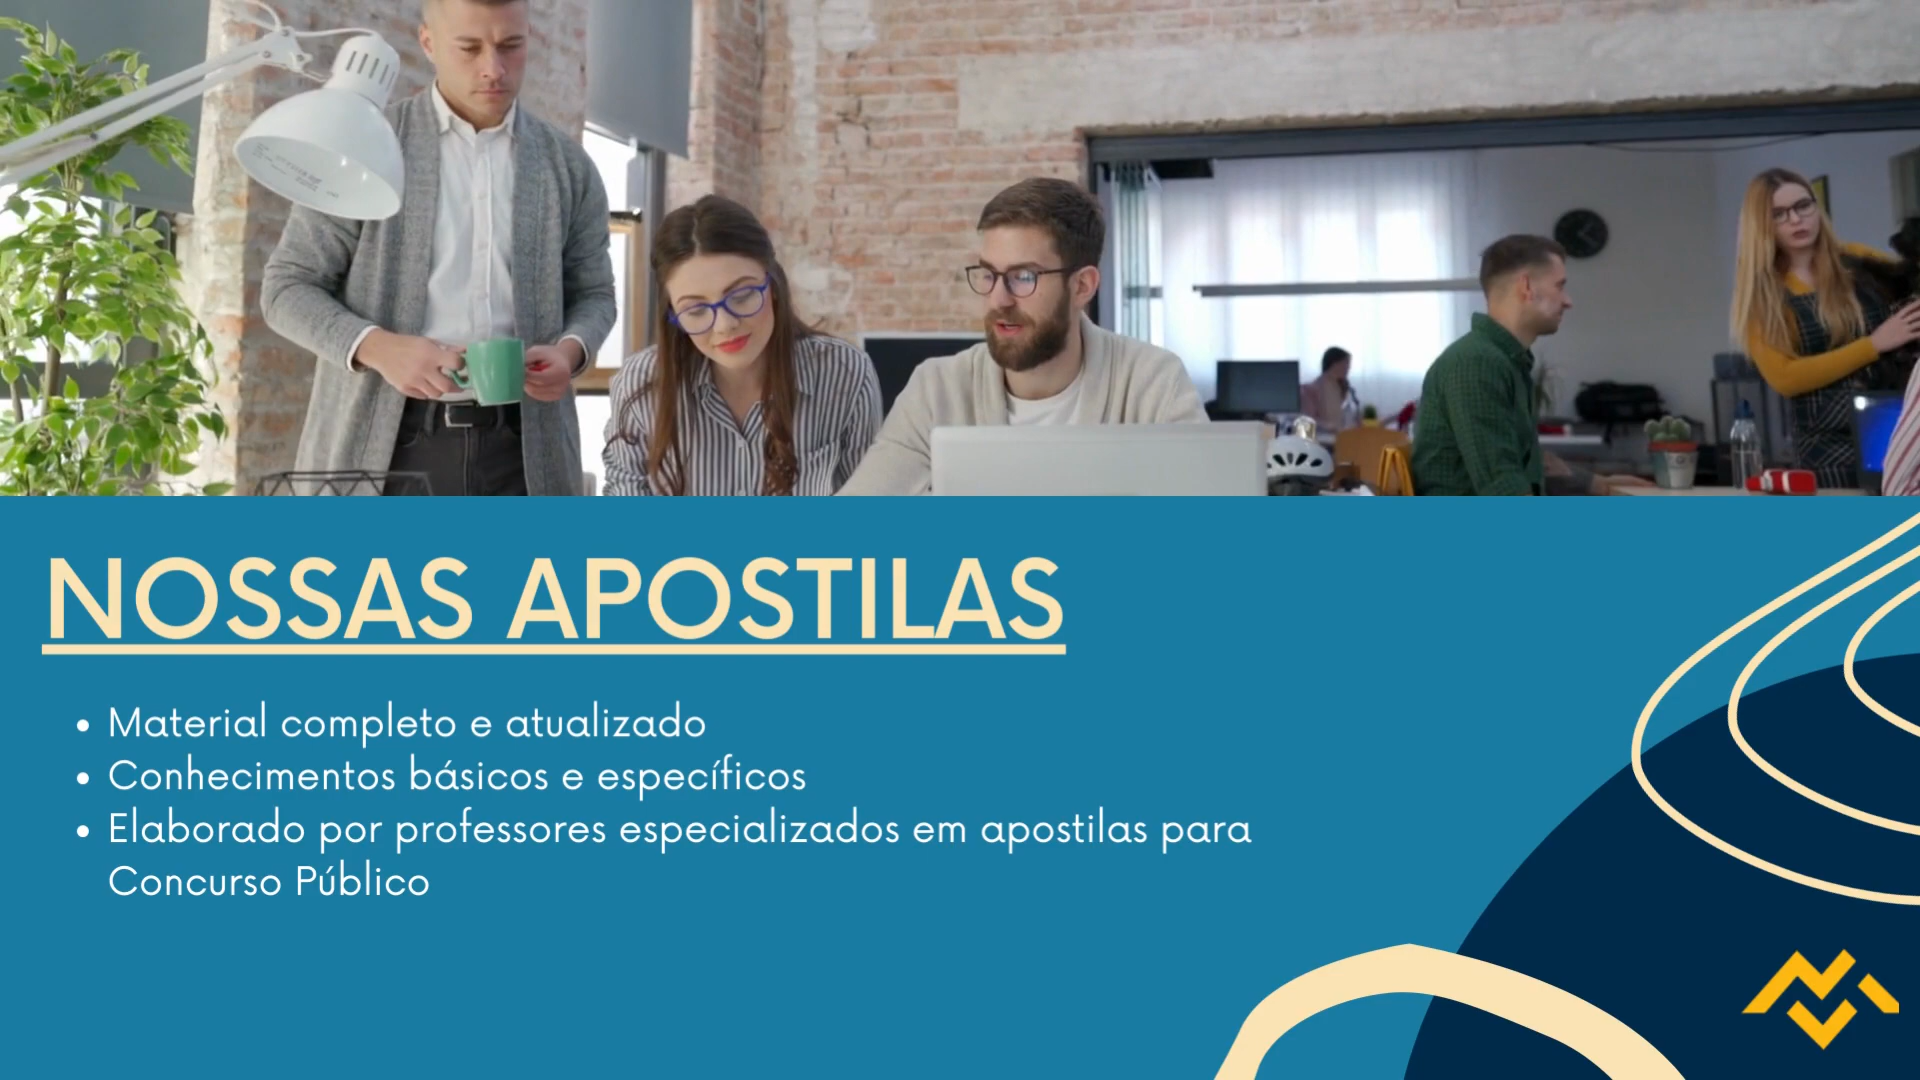 NOSSAS APOSTILAS
• Material completo e atualizado
• Conhecimentos básicos e específicos
• Elaborado por professores especializados em apostilas para
Concurso Público